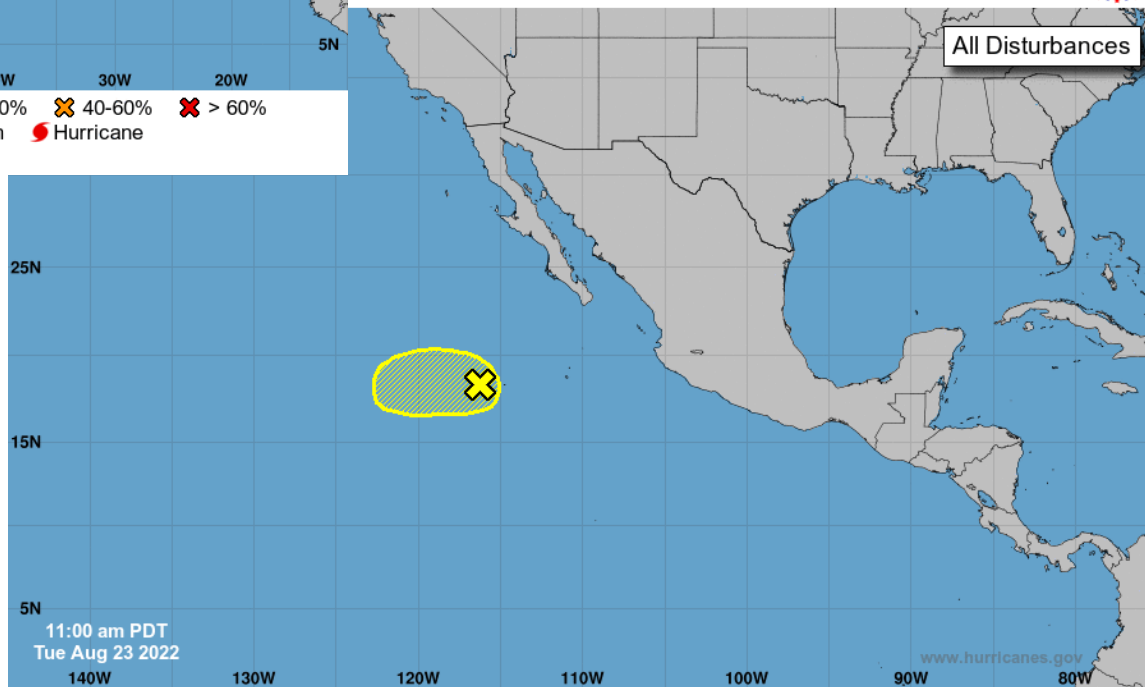 5N
All Disturbances
W 30W 20W
0% 40-60% > 60%
n Hurricane
25N
15N
5N
11:00 am PDT
Tue Aug 23 2022
www.hurricanes.gov
140W 130W 120W 110W 100W 90W 80W